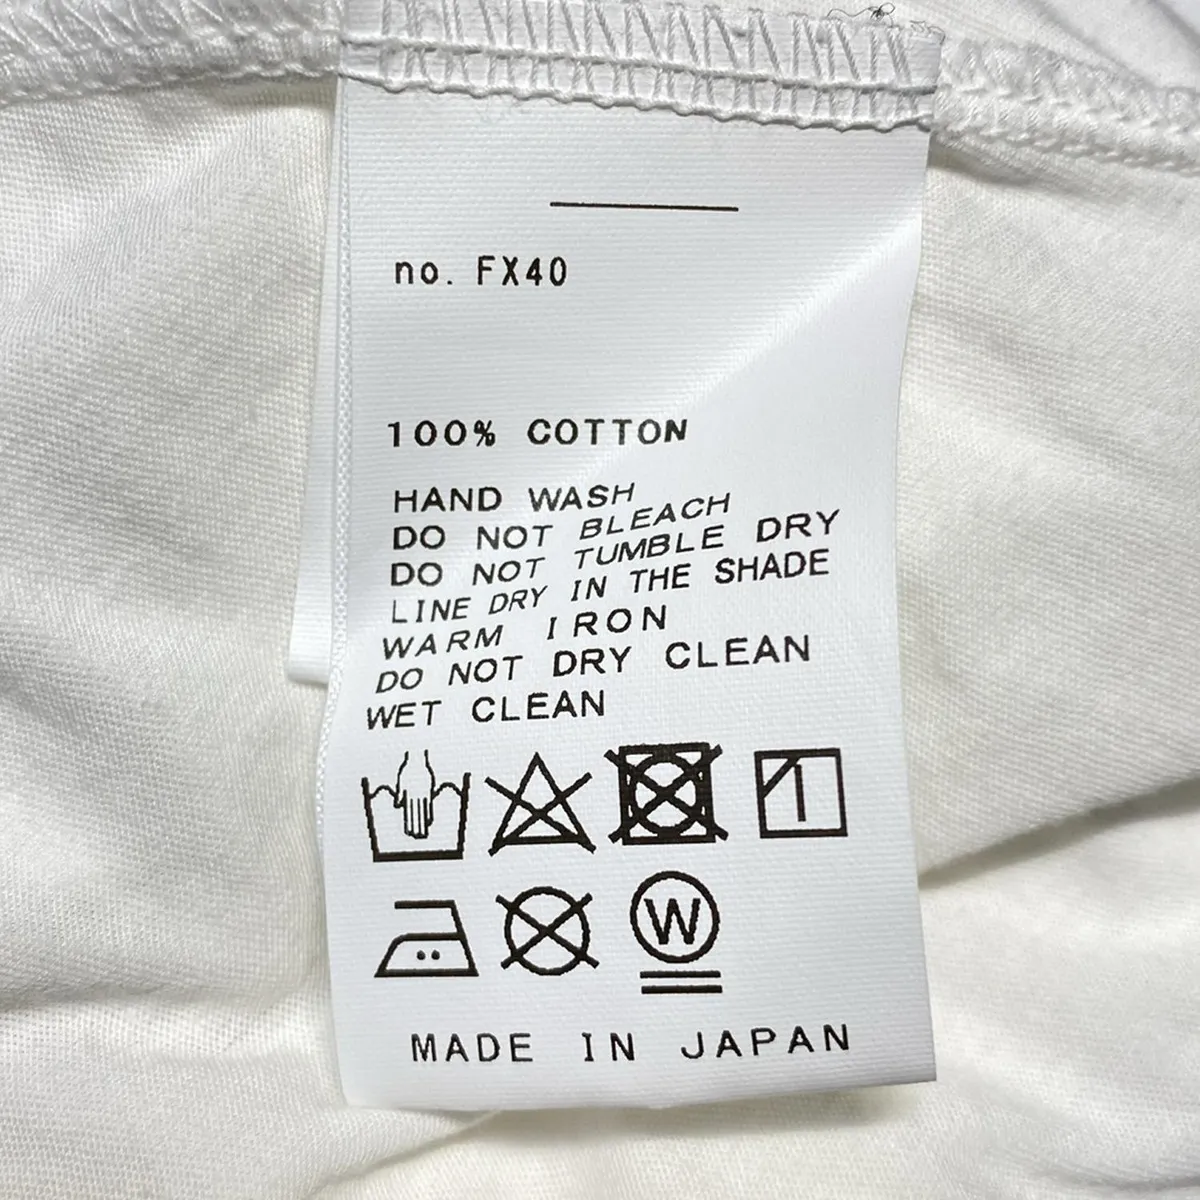 no. FX40
100% COTTON
HAND WASH
DO NOT BLEACH
DO NOT TUMBLE DRY
LINE DRY IN THE SHADE
WARM IRON
DO NOT DRY CLEAN
WET CLEAN
W
MADE IN JAPAN